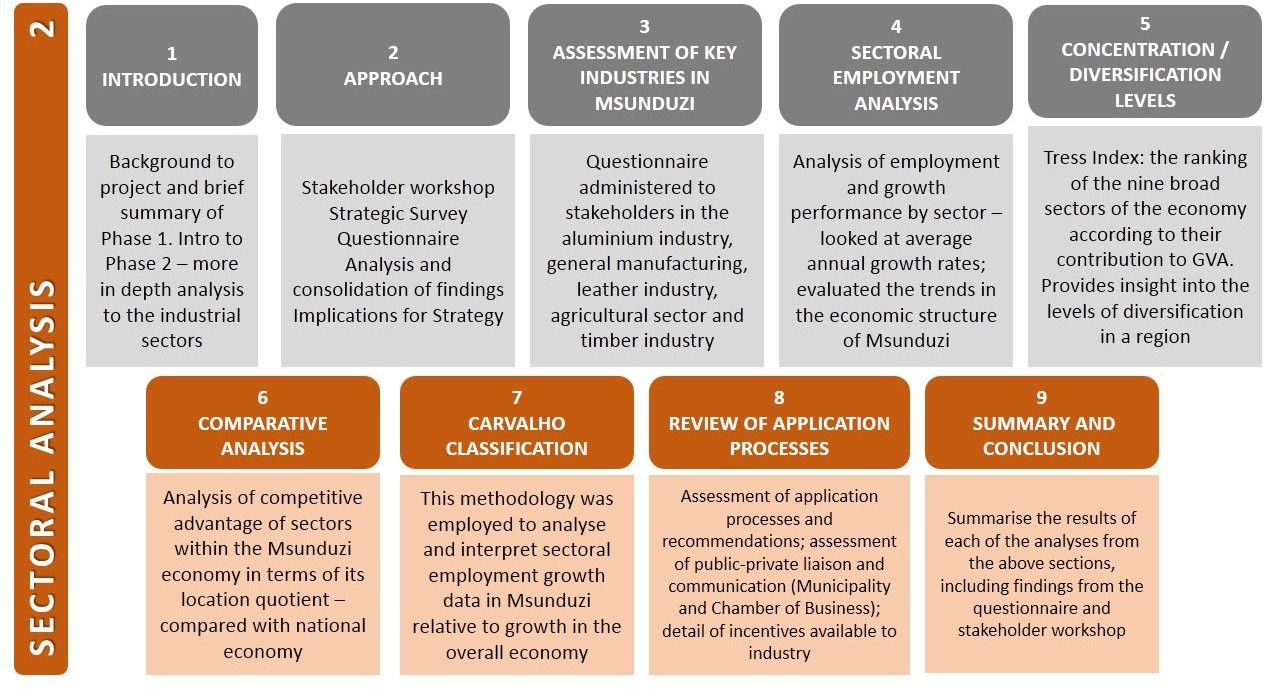 SECTORAL ANALYSIS 2
1
INTRODUCTION
Background to
project and brief
summary of
Phase 1. Intro to
Phase 2 – more
in depth analysis
to the industrial
sectors
2
APPROACH
Stakeholder workshop
Strategic Survey
Questionnaire
Analysis and
consolidation of findings
Implications for Strategy
3
ASSESSMENT OF KEY
INDUSTRIES IN
MSUNDUZI
Questionnaire
administered to
stakeholders in the
aluminium industry,
general manufacturing,
leather industry,
agricultural sector and
timber industry
4
SECTORAL
EMPLOYMENT
ANALYSIS
Analysis of employment
and growth
performance by sector –
looked at average
annual growth rates;
evaluated the trends in
the economic structure
of Msunduzi
5
CONCENTRATION /
DIVERSIFICATION
LEVELS
Tress Index: the ranking
of the nine broad
sectors of the economy
according to their
contribution to GVA.
Provides insight into the
levels of diversification
in a region
6
COMPARATIVE
ANALYSIS
Analysis of competitive
advantage of sectors
within the Msunduzi
economy in terms of its
location quotient –
compared with national
economy
7
CARVALHO
CLASSIFICATION
This methodology was
employed to analyse
and interpret sectoral
employment growth
data in Msunduzi
relative to growth in the
overall economy
8
REVIEW OF APPLICATION
PROCESSES
Assessment of application
processes and
recommendations; assessment
of public-private liaison and
communication (Municipality
and Chamber of Business);
detail of incentives available to
industry
9
SUMMARY AND
CONCLUSION
Summarise the results of
each of the analyses from
the above sections,
including findings from the
questionnaire and
stakeholder workshop